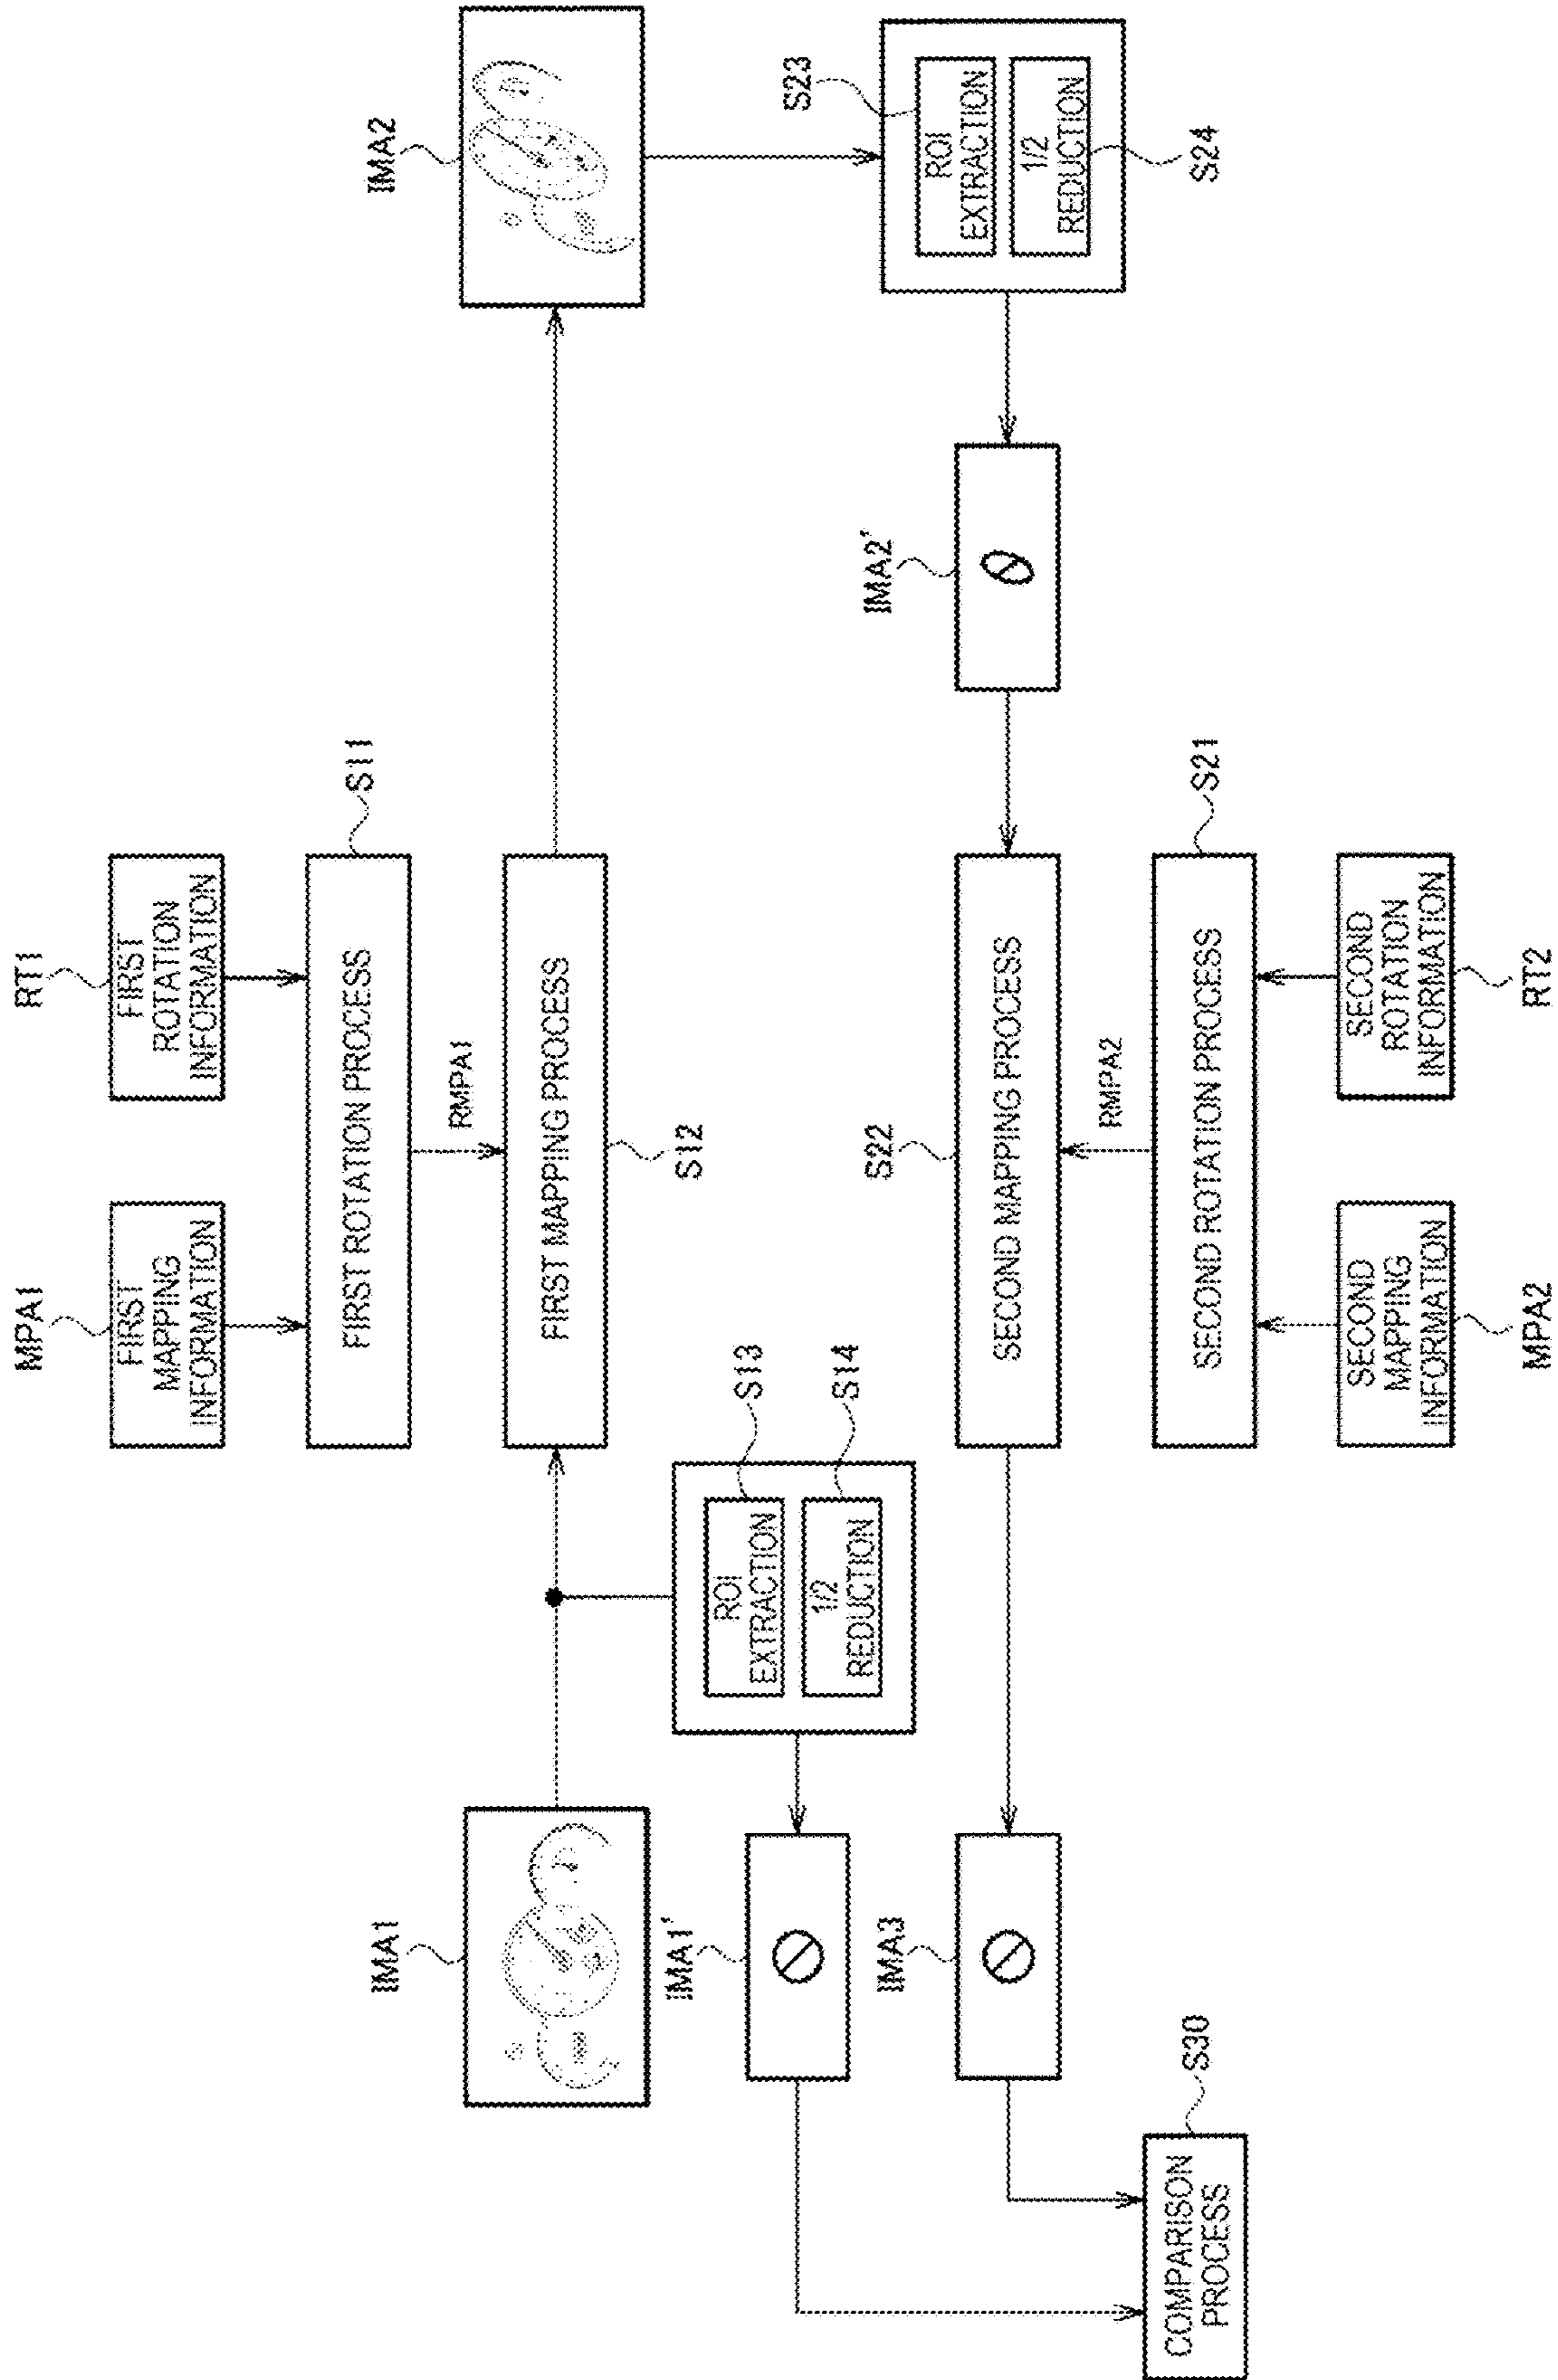 MPA1
RT1
FIRST
MAPPING
INFORMATION
FIRST
ROTATION
INFORMATION
FIRST ROTATION PROCESS
S11
RMPA1
IMA1
FIRST MAPPING PROCESS
S12
IMA2
S13
ROI
EXTRACTION
S14
1/2
REDUCTION
IMA1'
S23
ROI
EXTRACTION
1/2
REDUCTION
S24
IMA3
S22
SECOND MAPPING PROCESS
IMA2'
RMPA2
SECOND ROTATION PROCESS
S21
S30
COMPARISON
PROCESS
SECOND
MAPPING
INFORMATION
SECOND
ROTATION
INFORMATION
MPA2
RT2